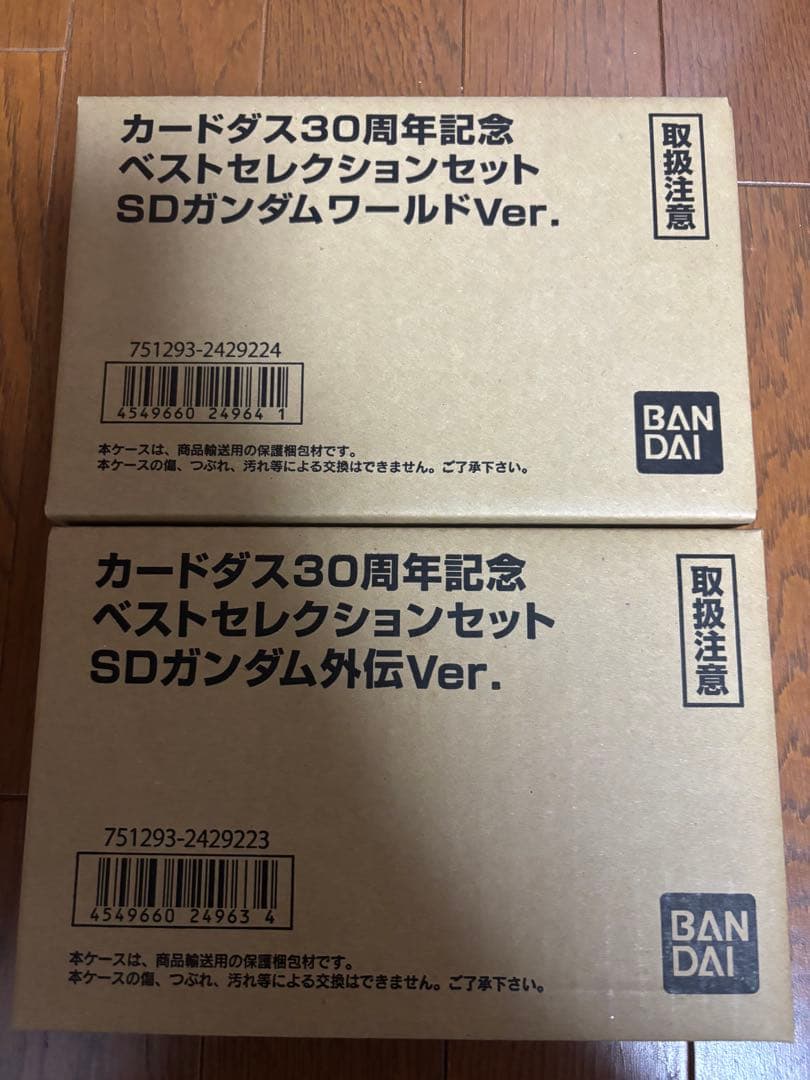 カードダス30周年記念
ベストセレクションセット
SDガンダムワールドVer.
取扱注意
751293-2429224
4549660 24964 1
BAN
DAI
本ケースは、商品輸送用の保護梱包材です。
本ケースの傷、つぶれ、汚れ等による交換はできません。ご了承下さい。
カードダス30周年記念
ベストセレクションセット
SDガンダム外伝Ver.
取扱注意
751293-2429223
4549660 24963 4
BAN
DAI
本ケースは、商品輸送用の保護梱包材です。
本ケースの傷、つぶれ、汚れ等による交換はできません。ご了承下さい。